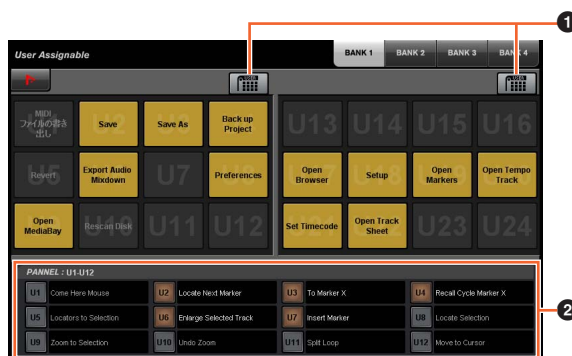 1
User Assignable
BANK 1
BANK 2
BANK 3
BANK 4
MIDI
ファイルの書き
出し
U2
Save
Save As
Back up
Project
U13
U14
U15
U16
Revert
U5
Export Audio
Mixdown
U7
Preferences
Open
Browser
Setup
Open
Markers
Open Tempo
Track
Open
MediaBay
Rescan Disk
U10
U11
U12
Set Timecode
Open Track
Sheet
U23
U24
PANNEL : U1-U12
U1 Come Here Mouse
U2 Locate Next Marker
U3 To Marker X
U4 Recall Cycle Marker X
U5 Locators to Selection
U6 Enlarge Selected Track
U7 Insert Marker
U8 Locate Selection
U9 Zoom to Selection
U10 Undo Zoom
U11 Split Loop
U12 Move to Cursor
2